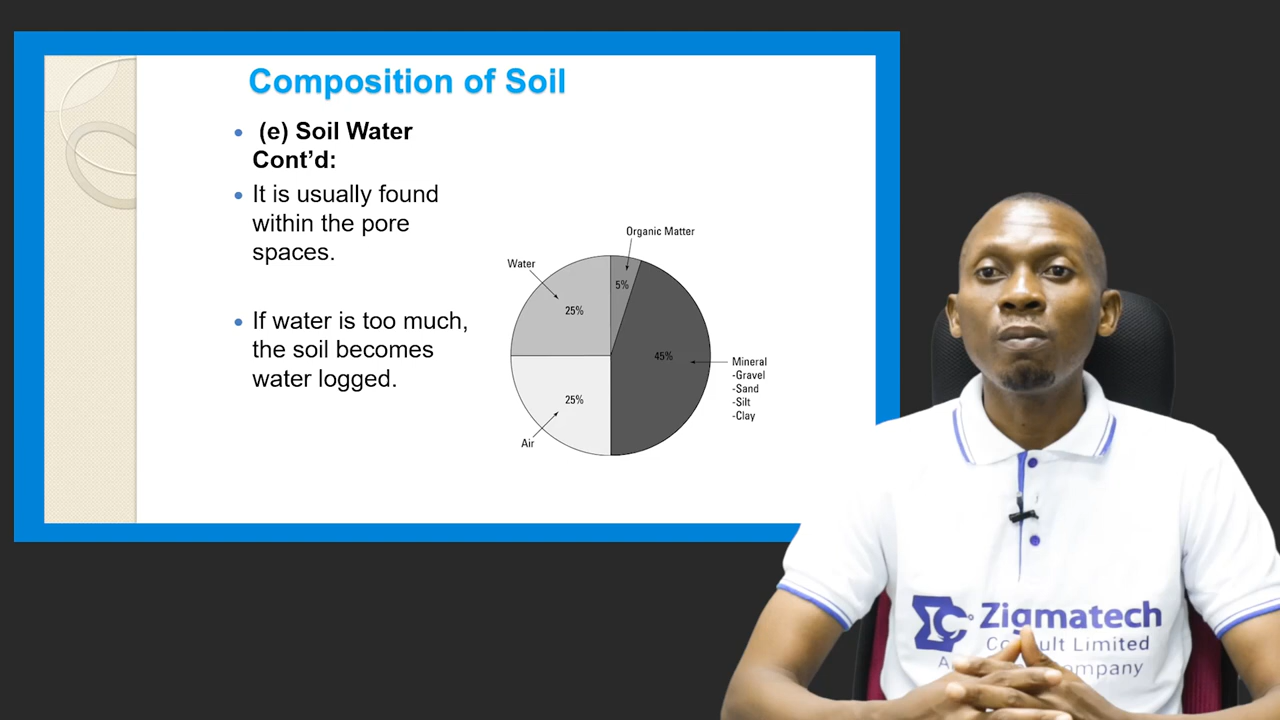 Composition of Soil
(e) Soil Water
Cont’d:
It is usually found
within the pore
spaces.
If water is too much,
the soil becomes
water logged.
Organic Matter
Water
5%
25%
45%
Mineral
-Gravel
-Sand
-Silt
-Clay
25%
Air
Zigmatech
Limited